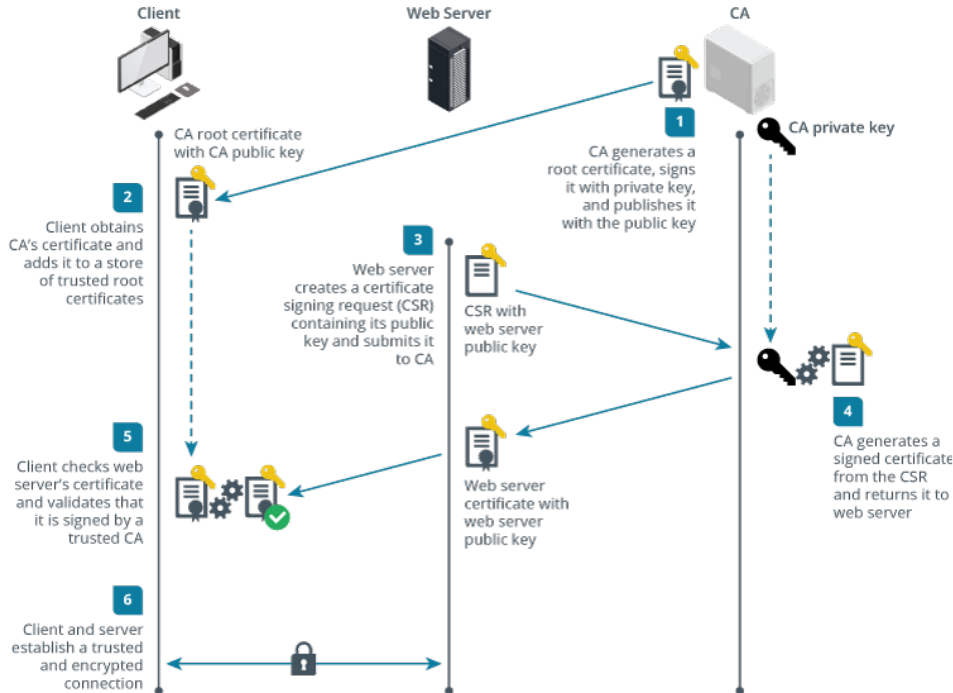 Client
Web Server
CA
CA root certificate
with CA public key
1
CA private key
CA generates a
root certificate, signs
it with private key,
and publishes it
with the public key
2
Client obtains
CA's certificate and
adds it to a store
of trusted root
certificates
3
Web server
creates a certificate
signing request (CSR)
containing its public
key and submits it
to CA
CSR with
web server
public key
4
CA generates a
signed certificate
from the CSR
and returns it to
web server
5
Client checks web
server's certificate
and validates that
it is signed by a
trusted CA
Web server
certificate with
web server
public key
6
Client and server
establish a trusted
and encrypted
connection